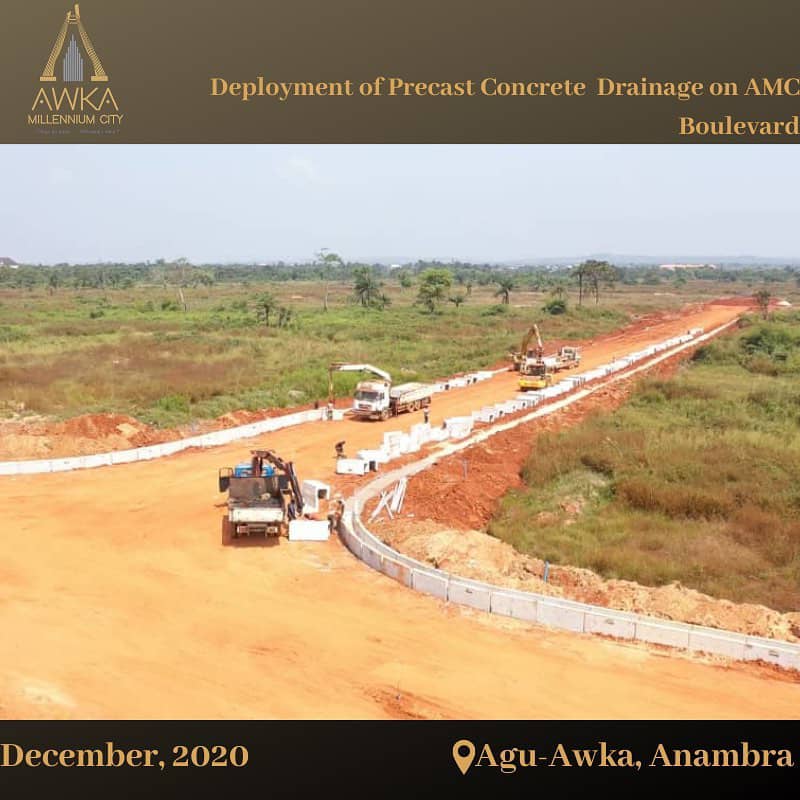 AWKA
MILLENNIUM CITY
Deployment of Precast Concrete Drainage on AMC
Boulevard
December, 2020
Agu-Awka, Anambra